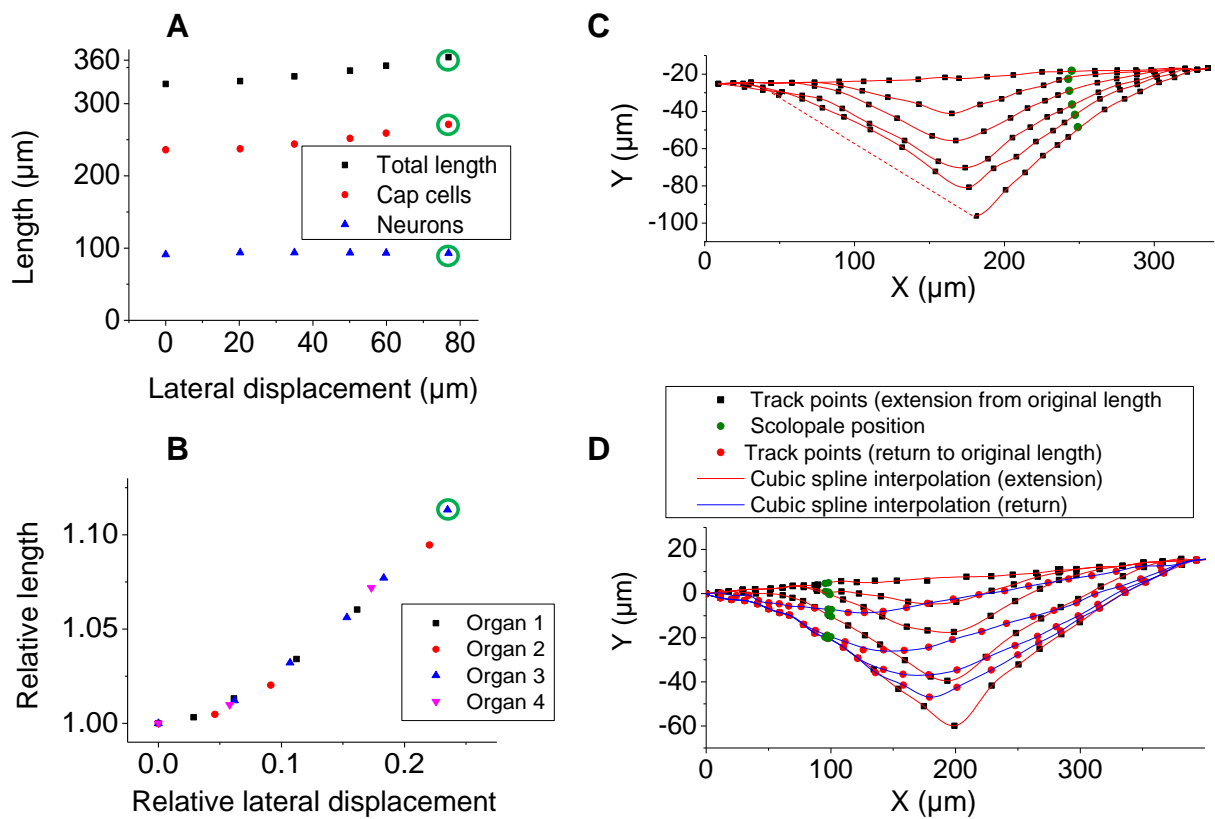 A
360
300
200
100
0
Length (µm)
Total length
Cap cells
Neurons
0
20
40
60
80
Lateral displacement (µm)
B
1.10
1.05
1.00
Relative length
Organ 1
Organ 2
Organ 3
Organ 4
0.0
0.1
0.2
Relative lateral displacement
C
-20
-40
-60
-80
-100
Y (µm)
0
100
200
300
X (µm)
Track points (extension from original length
Scolopale position
Track points (return to original length)
Cubic spline interpolation (extension)
Cubic spline interpolation (return)
D
20
0
-20
-40
-60
Y (µm)
0
100
200
300
X (µm)